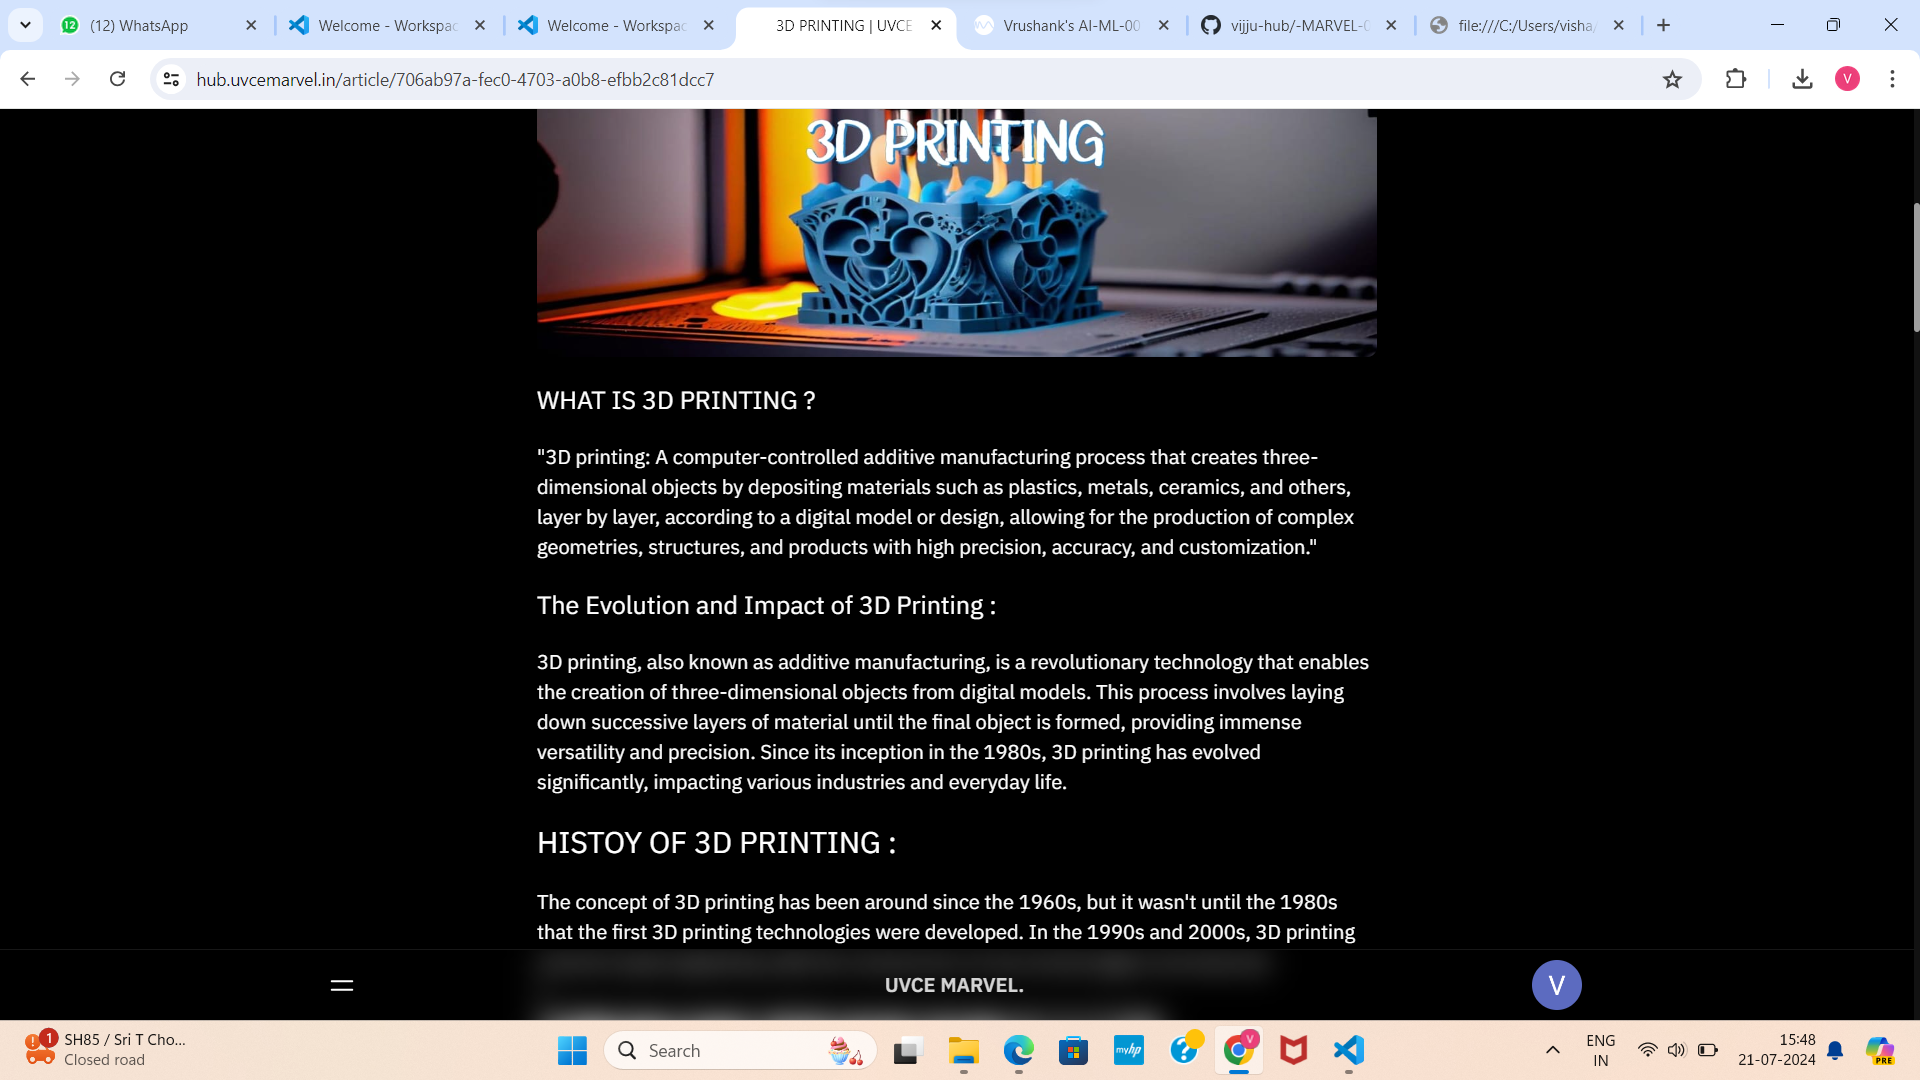 12
(12) WhatsApp
Welcome - Workspac
Welcome - Workspac
3D PRINTING | UVCE
Vrushank's AI-ML-00
vijju-hub/-MARVEL-0
file:///C:/Users/visha/
hub.uvcemarvel.in/article/706ab97a-fec0-4703-a0b8-efbb2c81dcc7
V
3D PRINTING
WHAT IS 3D PRINTING ?
"3D printing: A computer-controlled additive manufacturing process that creates three-
dimensional objects by depositing materials such as plastics, metals, ceramics, and others,
layer by layer, according to a digital model or design, allowing for the production of complex
geometries, structures, and products with high precision, accuracy, and customization."
The Evolution and Impact of 3D Printing :
3D printing, also known as additive manufacturing, is a revolutionary technology that enables
the creation of three-dimensional objects from digital models. This process involves laying
down successive layers of material until the final object is formed, providing immense
versatility and precision. Since its inception in the 1980s, 3D printing has evolved
significantly, impacting various industries and everyday life.
HISTOY OF 3D PRINTING :
The concept of 3D printing has been around since the 1960s, but it wasn't until the 1980s
that the first 3D printing technologies were developed. In the 1990s and 2000s, 3D printing
UVCE MARVEL.
V
1
SH85 / Sri T Cho...
Closed road
Search
myhp
V
ENG
IN
15:48
21-07-2024
PRE